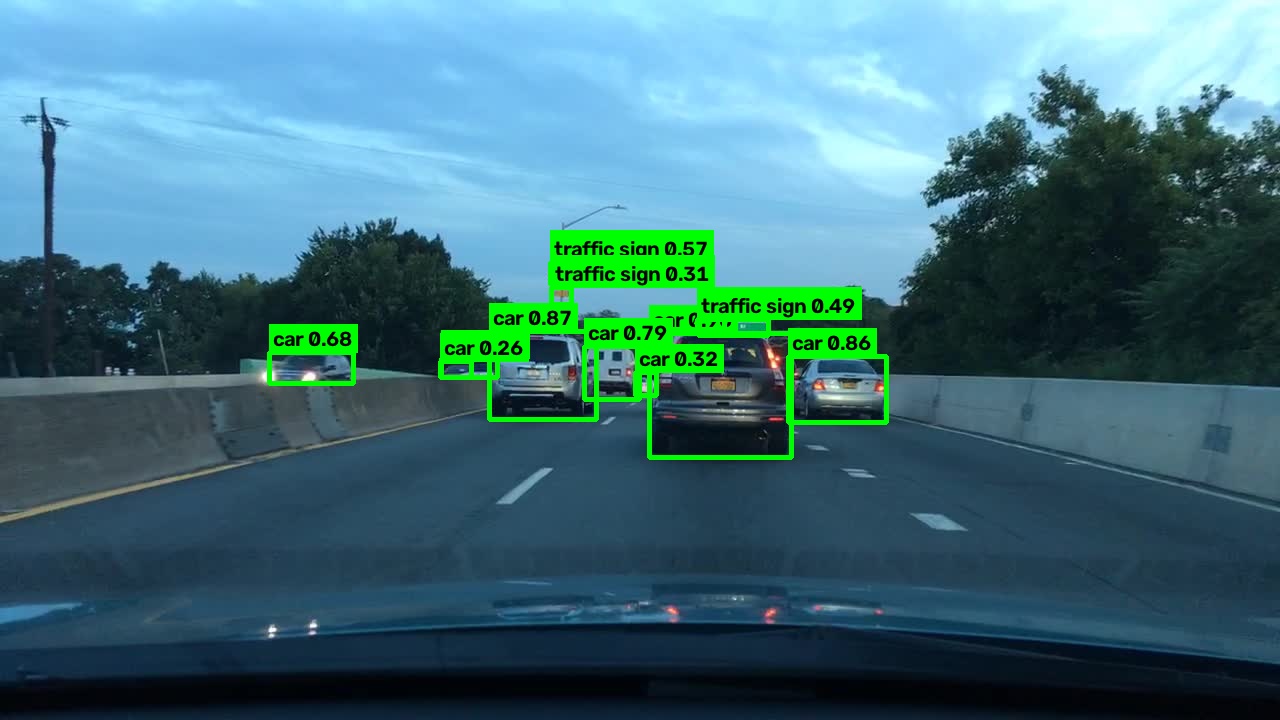 traffic sign 0.57
traffic sign 0.31
traffic sign 0.49
car 0.87
car 0.79
car 0.68
car 0.26
car 0.32
car 0.86